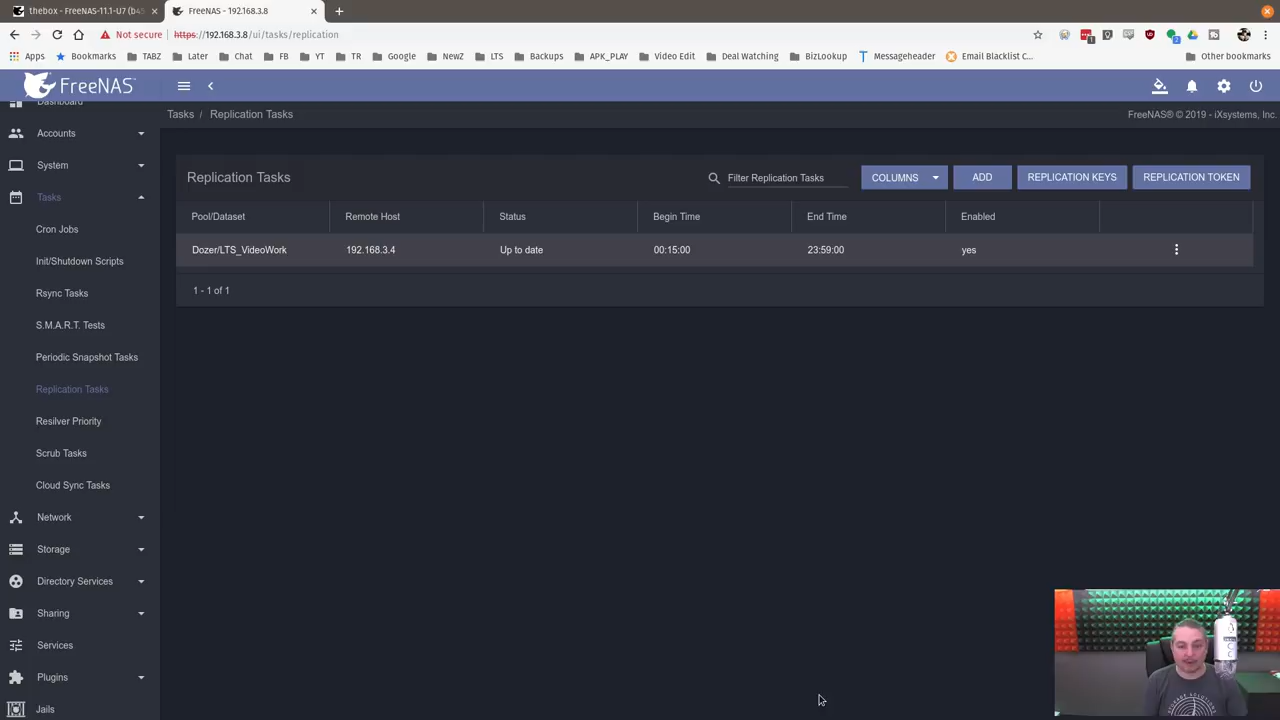 thebox - FreeNAS-11.1-U7 (b4
FreeNAS - 192.168.3.8
Not secure https://192.168.3.8/ui/tasks/replication
Apps Bookmarks TABZ Later Chat FB YT TR Google NewZ LTS Backups APK_PLAY Video Edit Deal Watching BizLookup Messageheader Email Blacklist C... Other bookmarks
FreeNAS®
Dashboard
Tasks / Replication Tasks
FreeNAS® © 2019 - iXsystems, Inc.
Accounts
System
Tasks
Cron Jobs
Init/Shutdown Scripts
Rsync Tasks
S.M.A.R.T. Tests
Periodic Snapshot Tasks
Replication Tasks
Resilver Priority
Scrub Tasks
Cloud Sync Tasks
Network
Storage
Directory Services
Sharing
Services
Plugins
Jails
Replication Tasks
Filter Replication Tasks
COLUMNS ADD REPLICATION KEYS REPLICATION TOKEN
Pool/Dataset Remote Host Status Begin Time End Time Enabled
Dozer/LTS_VideoWork 192.168.3.4 Up to date 00:15:00 23:59:00 yes
1 - 1 of 1